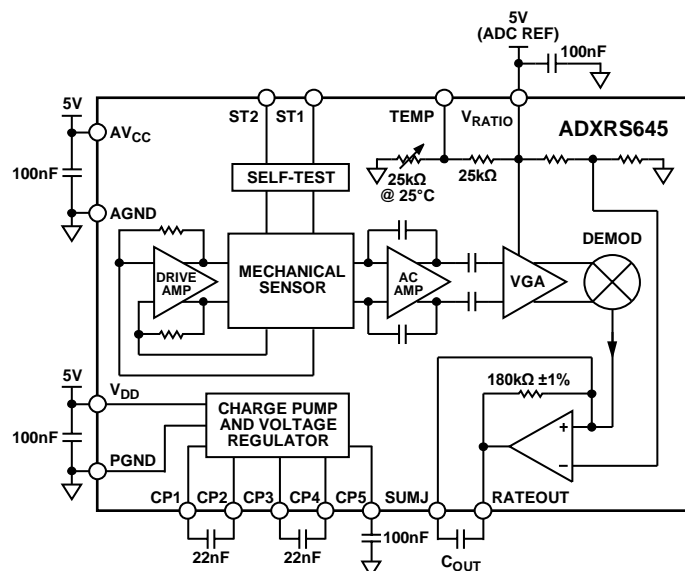 5V
(ADC REF)
100nF
5V
ST2
ST1
TEMP
VRATIO
ADXRS645
AVCC
100nF
25kΩ
@ 25°C
25kΩ
SELF-TEST
AGND
DEMOD
DRIVE
AMP
MECHANICAL
SENSOR
AC
AMP
VGA
5V
VDD
180kΩ ±1%
100nF
CHARGE PUMP
AND VOLTAGE
REGULATOR
+
–
PGND
CP1
CP2
CP3
CP4
CP5
SUMJ
RATEOUT
22nF
22nF
100nF
COUT